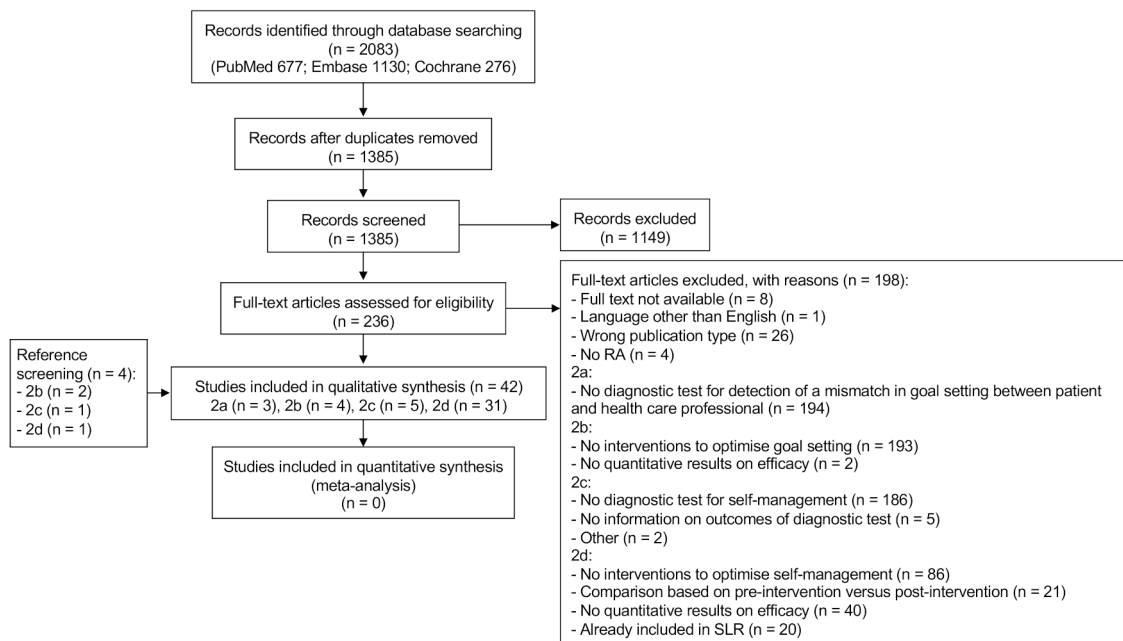 Records identified through database searching
(n = 2083)
(PubMed 677; Embase 1130; Cochrane 276)
Records after duplicates removed
(n = 1385)
Records screened
(n = 1385)
Records excluded
(n = 1149)
Full-text articles assessed for eligibility
(n = 236)
Full-text articles excluded, with reasons (n = 198):
- Full text not available (n = 8)
- Language other than English (n = 1)
- Wrong publication type (n = 26)
- No RA (n = 4)
2a:
- No diagnostic test for detection of a mismatch in goal setting between patient
and health care professional (n = 194)
2b:
- No interventions to optimise goal setting (n = 193)
- No quantitative results on efficacy (n = 2)
2c:
- No diagnostic test for self-management (n = 186)
- No information on outcomes of diagnostic test (n = 5)
- Other (n = 2)
2d:
- No interventions to optimise self-management (n = 86)
- Comparison based on pre-intervention versus post-intervention (n = 21)
- No quantitative results on efficacy (n = 40)
- Already included in SLR (n = 20)
Reference
screening (n = 4):
- 2b (n = 2)
- 2c (n = 1)
- 2d (n = 1)
Studies included in qualitative synthesis (n = 42)
2a (n = 3), 2b (n = 4), 2c (n = 5), 2d (n = 31)
Studies included in quantitative synthesis
(meta-analysis)
(n = 0)